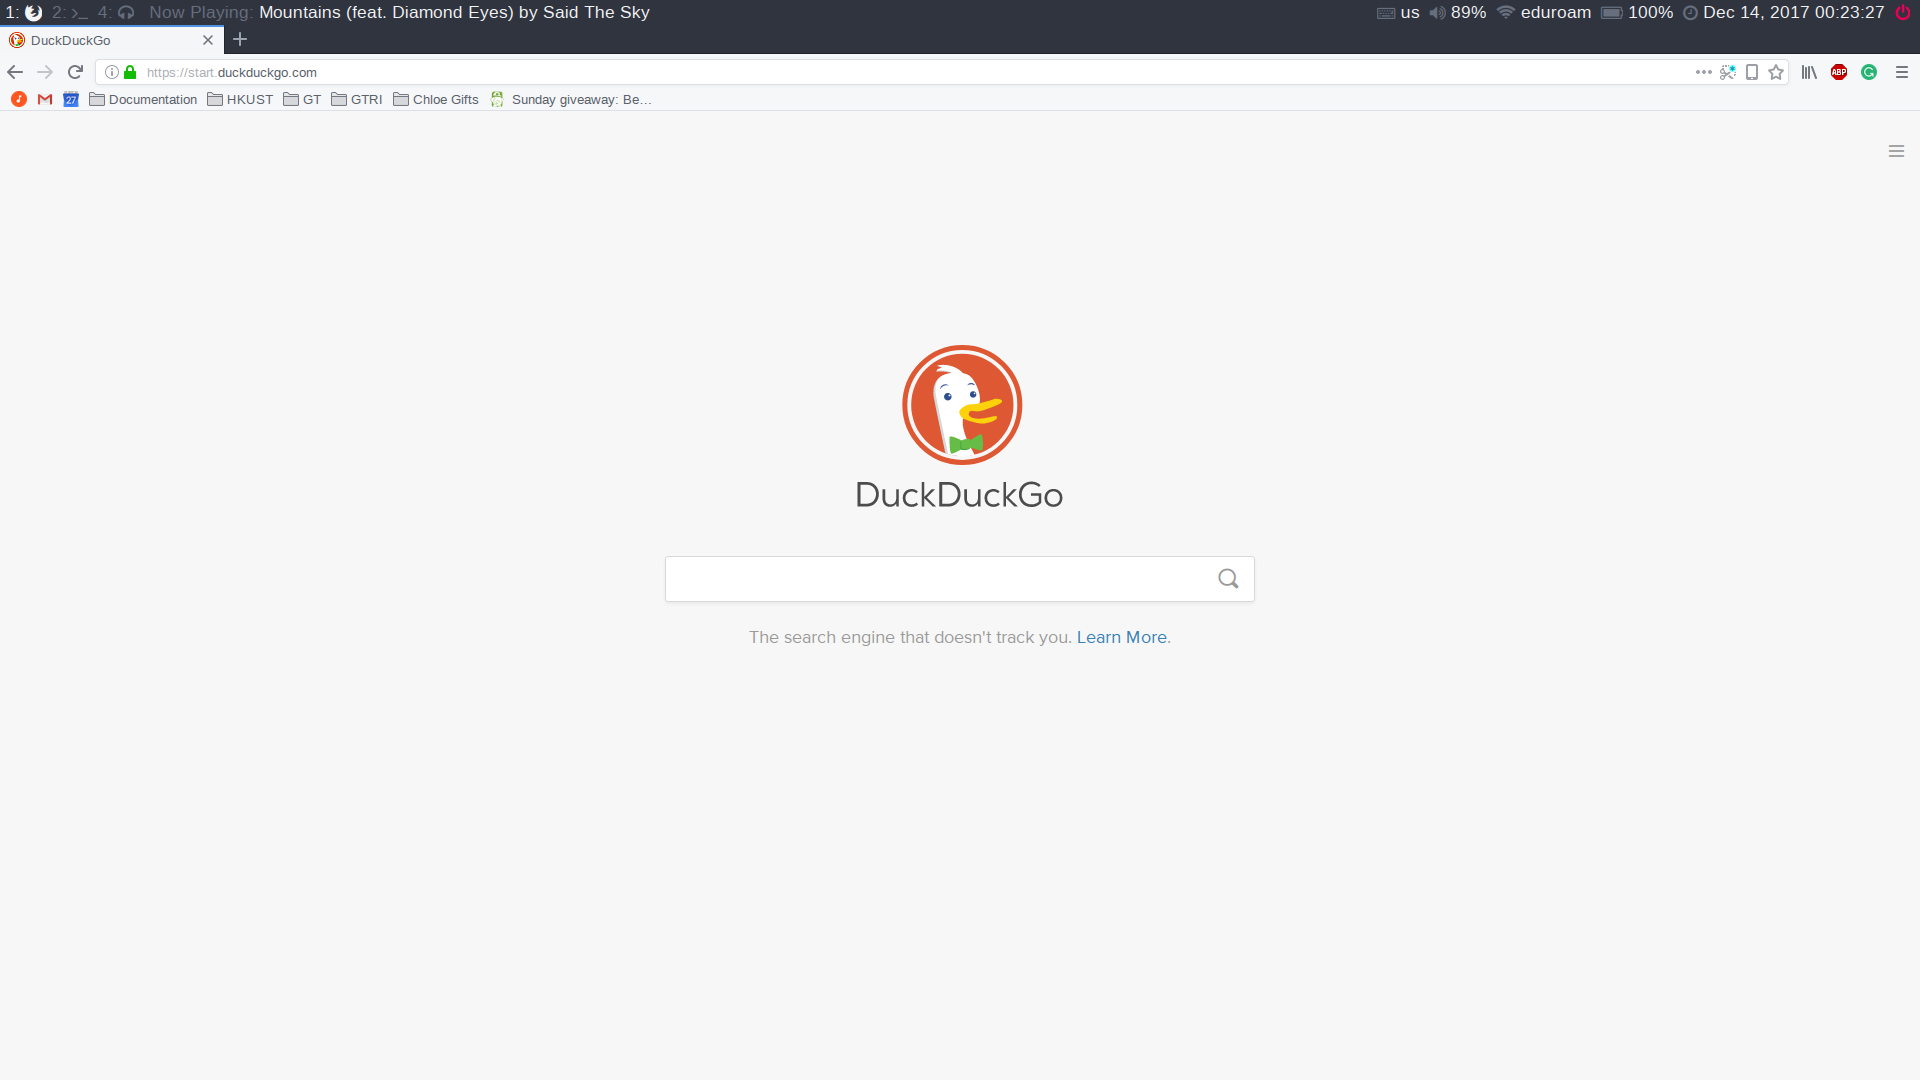 1: 2: 4: Now Playing: Mountains (feat. Diamond Eyes) by Said The Sky us 89% eduroam 100% Dec 14, 2017 00:23:27
DuckDuckGo
https://start.duckduckgo.com ABP
27 Documentation HKUST GT GTRI Chloe Gifts Sunday giveaway: Be...
DuckDuckGo
The search engine that doesn't track you. Learn More.